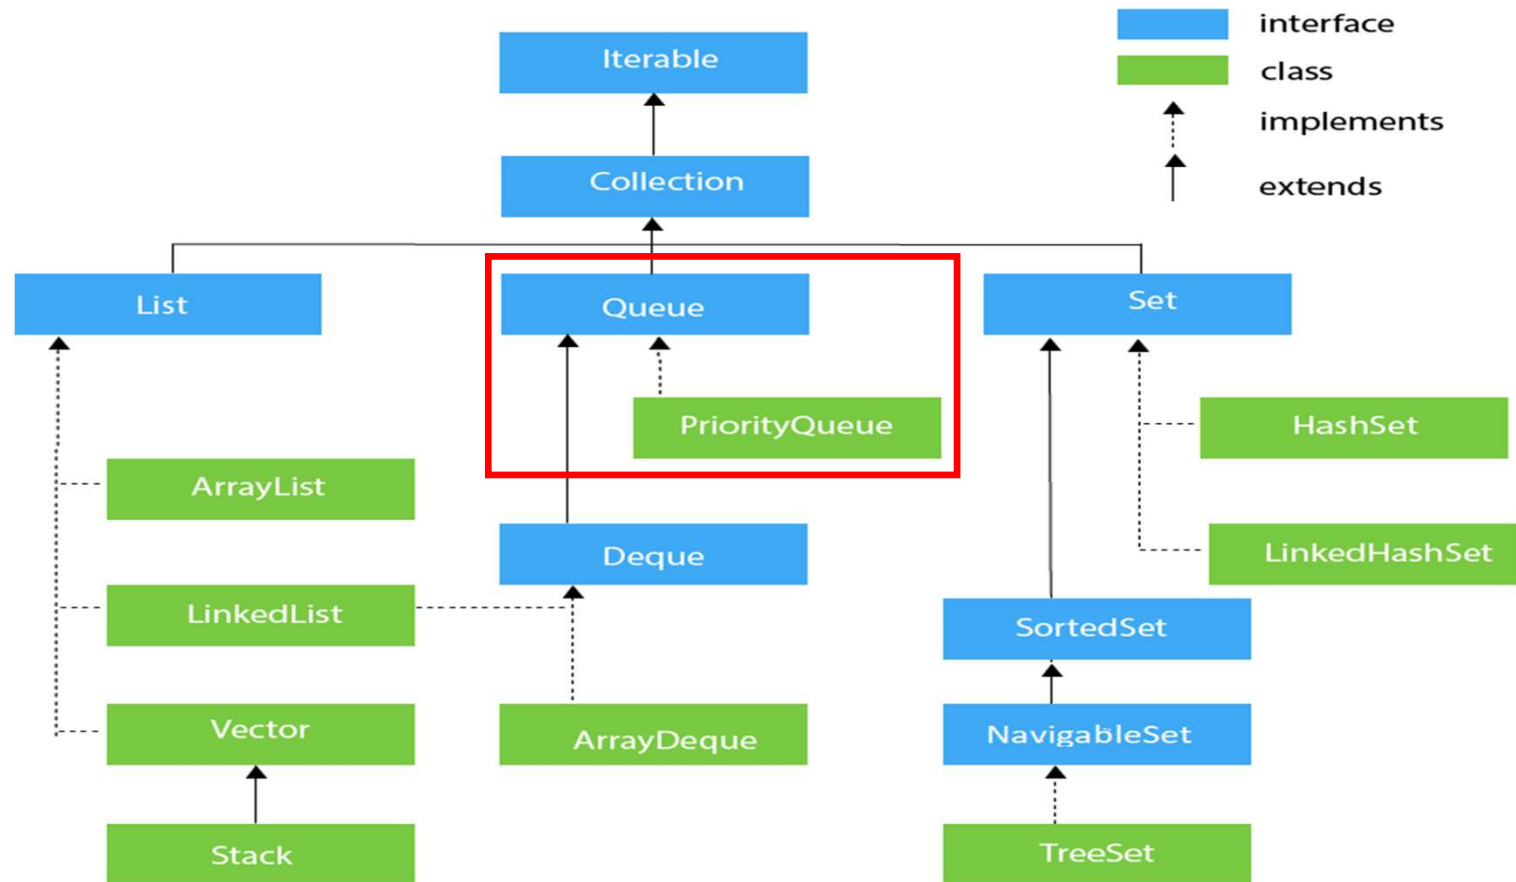 interface
Iterable
class
implements
Collection
extends
List
Queue
Set
PriorityQueue
HashSet
ArrayList
Deque
LinkedHashSet
LinkedList
SortedSet
Vector
ArrayDeque
NavigableSet
Stack
TreeSet